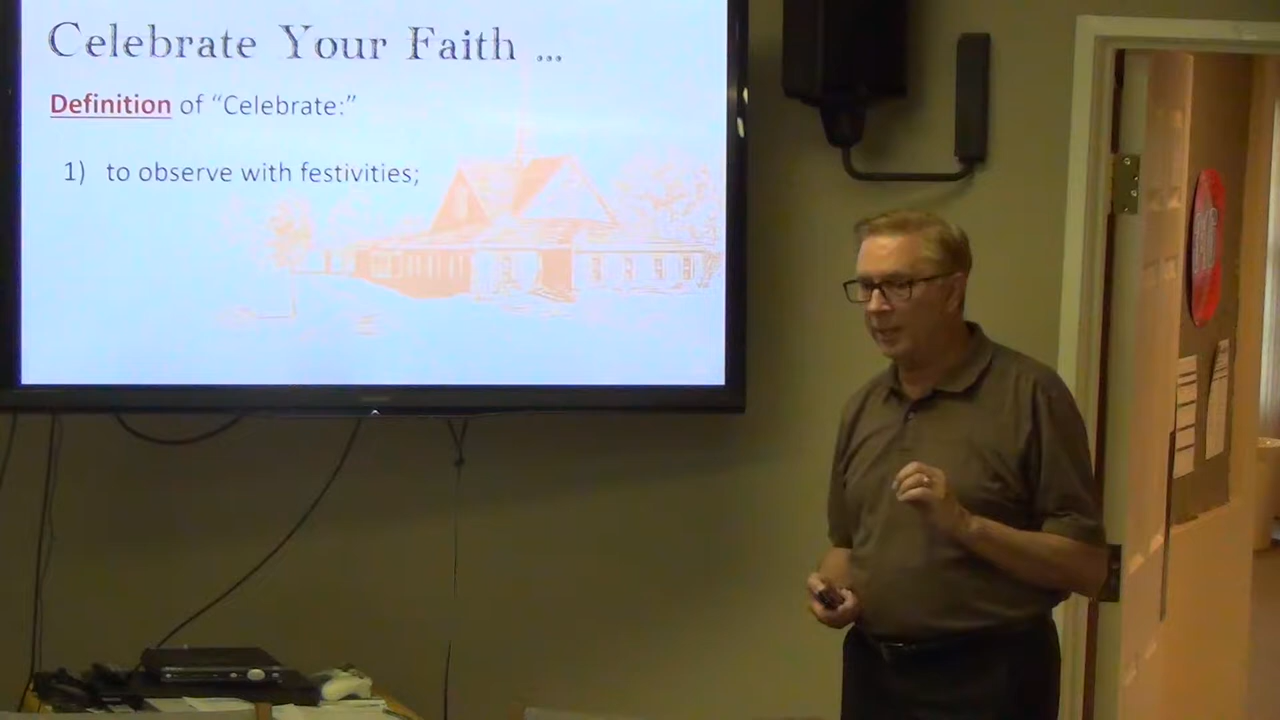 Celebrate Your Faith ...
Definition of “Celebrate:”
1) to observe with festivities;